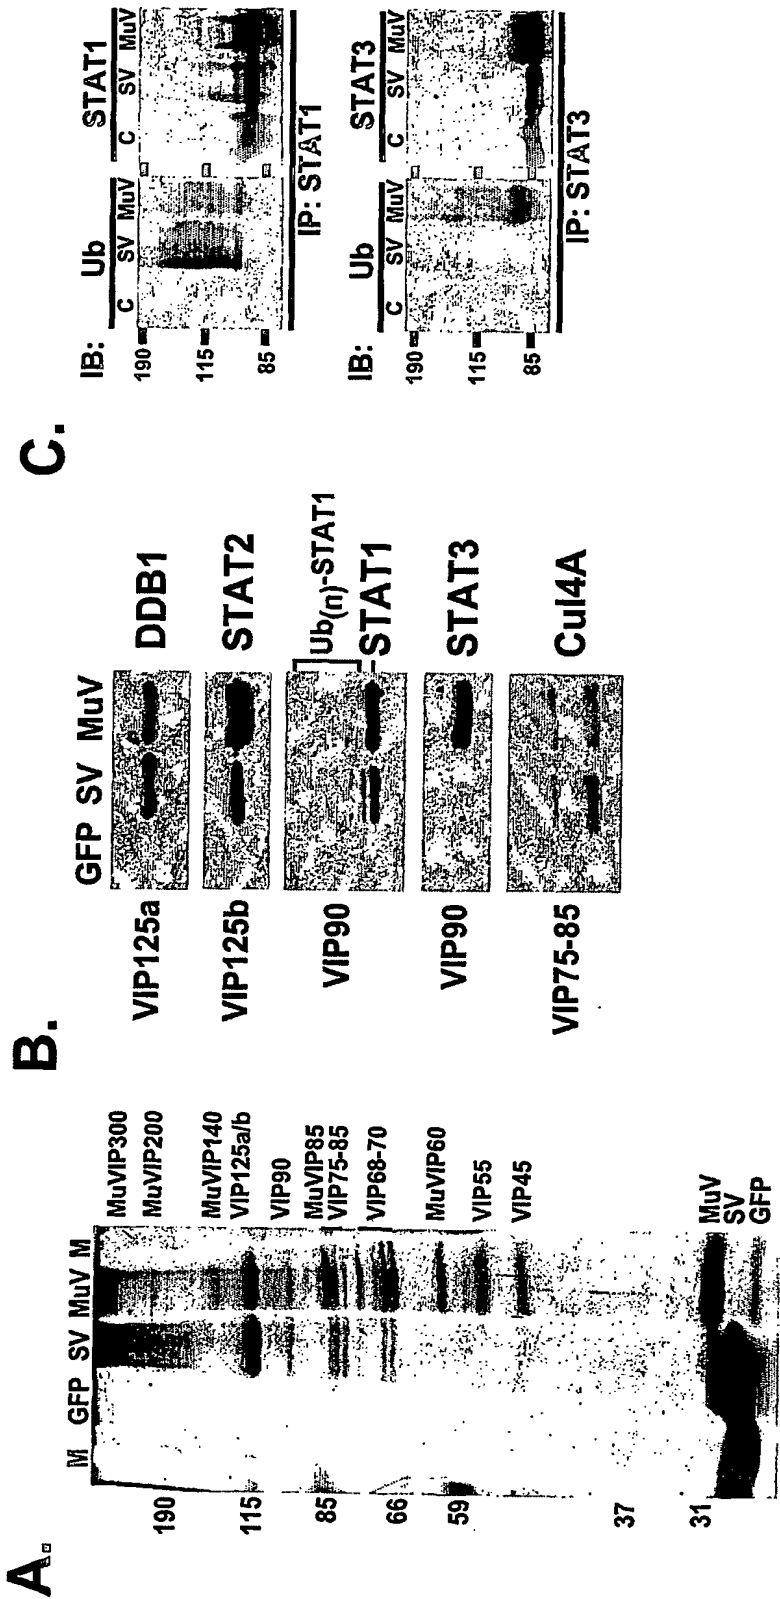 A.
M GFP SV MuV M
190
115
85
66
59
37
31
MuVIP300
MuVIP200
MuVIP140
VIP125a/b
VIP90
MuVIP85
VIP75-85
VIP68-70
MuVIP60
VIP55
VIP45
MuV
SV
GFP
B.
GFP SV MuV
VIP125a DDB1
VIP125b STAT2
VIP90 Ub(n)-STAT1
STAT1
VIP90 STAT3
VIP75-85 Cul4A
C.
IB: Ub STAT1
C SV MuV C SV MuV
190
115
85
IP: STAT1
IB: Ub STAT3
C SV MuV C SV MuV
190
115
85
IP: STAT3